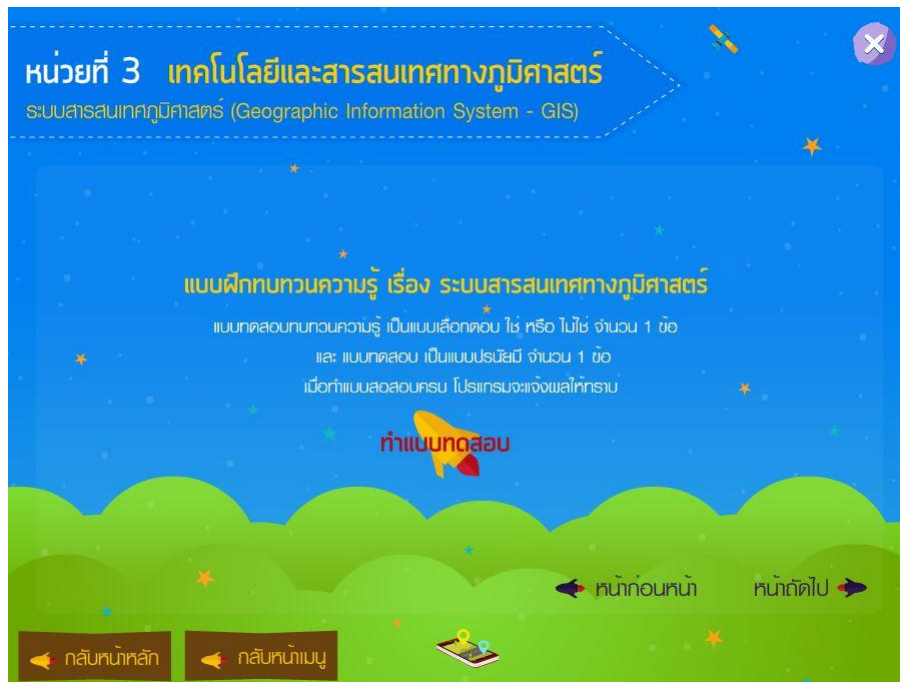 หน่วยที่ 3 เทคโนโลยีและสารสนเทศทางภูมิศาสตร์
ระบบสารสนเทศภูมิศาสตร์ (Geographic Information System - GIS)
แบบฝึกทบทวนความรู้ เรื่อง ระบบสารสนเทศทางภูมิศาสตร์
แบบทดสอบทบทวนความรู้ เป็นแบบเลือกตอบ ใช่ หรือ ไม่ใช่ จำนวน 1 ข้อ
และ แบบทดสอบ เป็นแบบปรนัยมี จำนวน 1 ข้อ
เมื่อทำแบบสอสอบครบ โปรแกรมจะแจ้งผลให้ทราบ
ทำแบบทดสอบ
หน้าก่อนหน้า หน้าถัดไป
กลับหน้าหลัก กลับหน้าเมนู